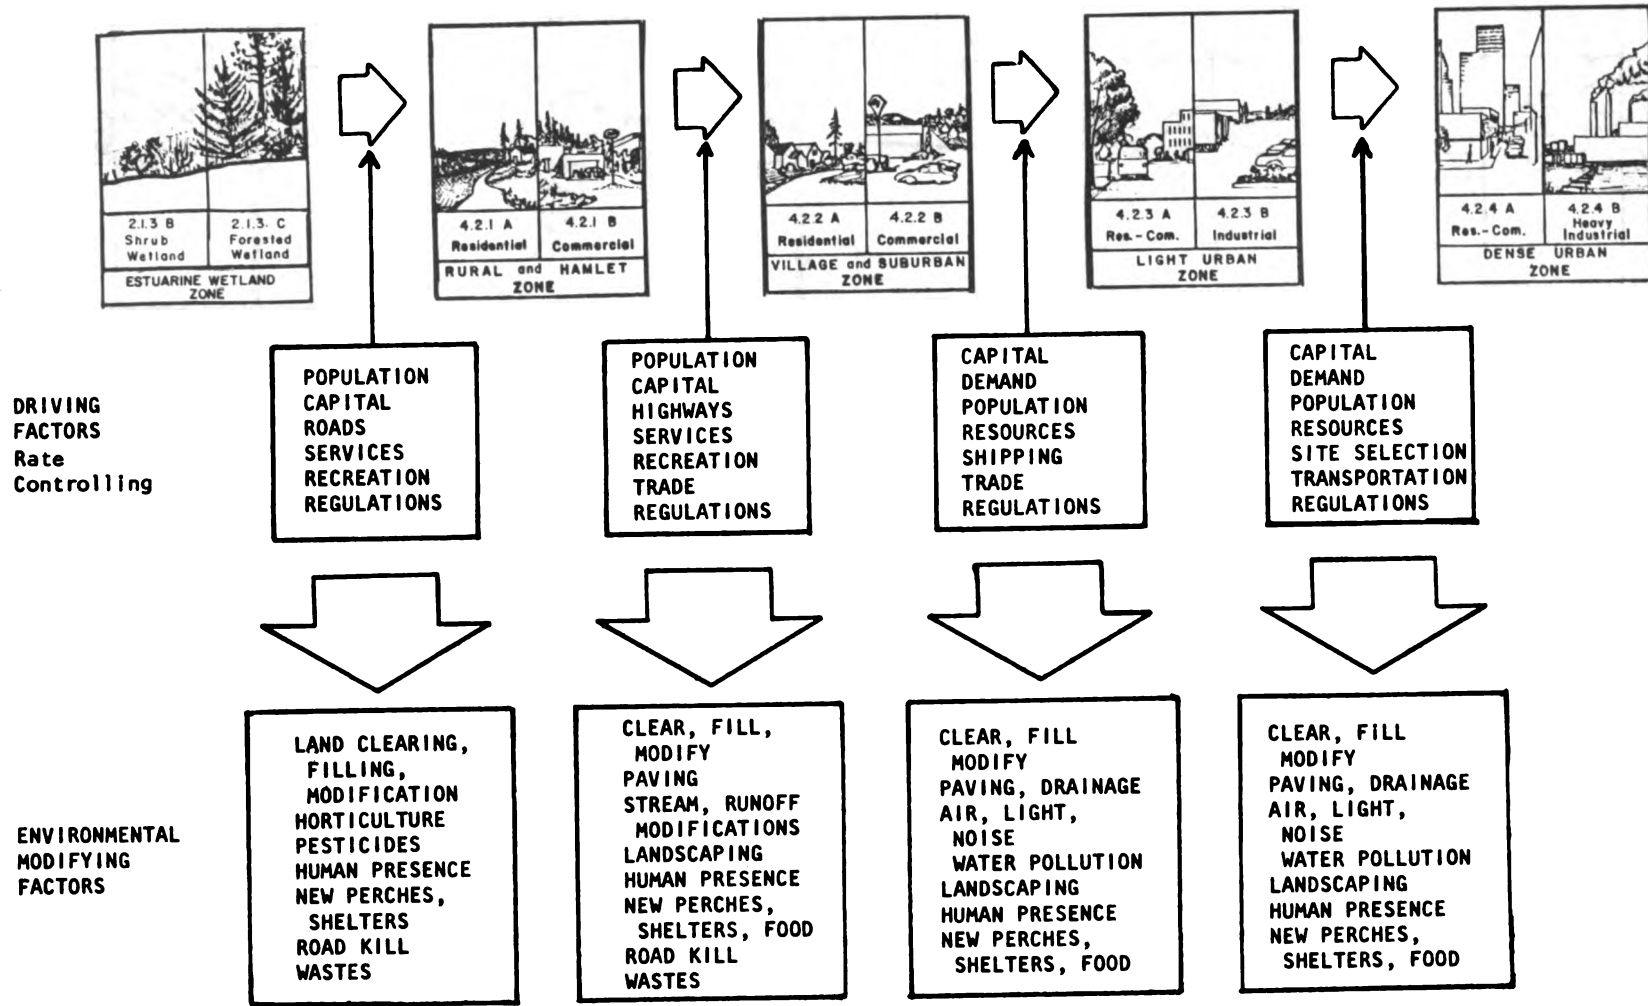 2.1.3 B
Shrub
Wetland
2.1.3. C
Forested
Wetland
ESTUARINE WETLAND
ZONE
4.2.1 A
Residential
4.2.1 B
Commercial
RURAL and HAMLET
ZONE
4.2.2 A
Residential
4.2.2 B
Commercial
VILLAGE and SUBURBAN
ZONE
4.2.3 A
Res.-Com.
4.2.3 B
Industrial
LIGHT URBAN
ZONE
4.2.4 A
Res.-Com.
4.2.4 B
Heavy
Industrial
DENSE URBAN
ZONE
DRIVING
FACTORS
Rate
Controlling
POPULATION
CAPITAL
ROADS
SERVICES
RECREATION
REGULATIONS
POPULATION
CAPITAL
HIGHWAYS
SERVICES
RECREATION
TRADE
REGULATIONS
CAPITAL
DEMAND
POPULATION
RESOURCES
SHIPPING
TRADE
REGULATIONS
CAPITAL
DEMAND
POPULATION
RESOURCES
SITE SELECTION
TRANSPORTATION
REGULATIONS
ENVIRONMENTAL
MODIFYING
FACTORS
LAND CLEARING,
FILLING,
MODIFICATION
HORTICULTURE
PESTICIDES
HUMAN PRESENCE
NEW PERCHES,
SHELTERS
ROAD KILL
WASTES
CLEAR, FILL,
MODIFY
PAVING
STREAM, RUNOFF
MODIFICATIONS
LANDSCAPING
HUMAN PRESENCE
NEW PERCHES,
SHELTERS, FOOD
ROAD KILL
WASTES
CLEAR, FILL
MODIFY
PAVING, DRAINAGE
AIR, LIGHT,
NOISE
WATER POLLUTION
LANDSCAPING
HUMAN PRESENCE
NEW PERCHES,
SHELTERS, FOOD
CLEAR, FILL
MODIFY
PAVING, DRAINAGE
AIR, LIGHT,
NOISE
WATER POLLUTION
LANDSCAPING
HUMAN PRESENCE
NEW PERCHES,
SHELTERS, FOOD